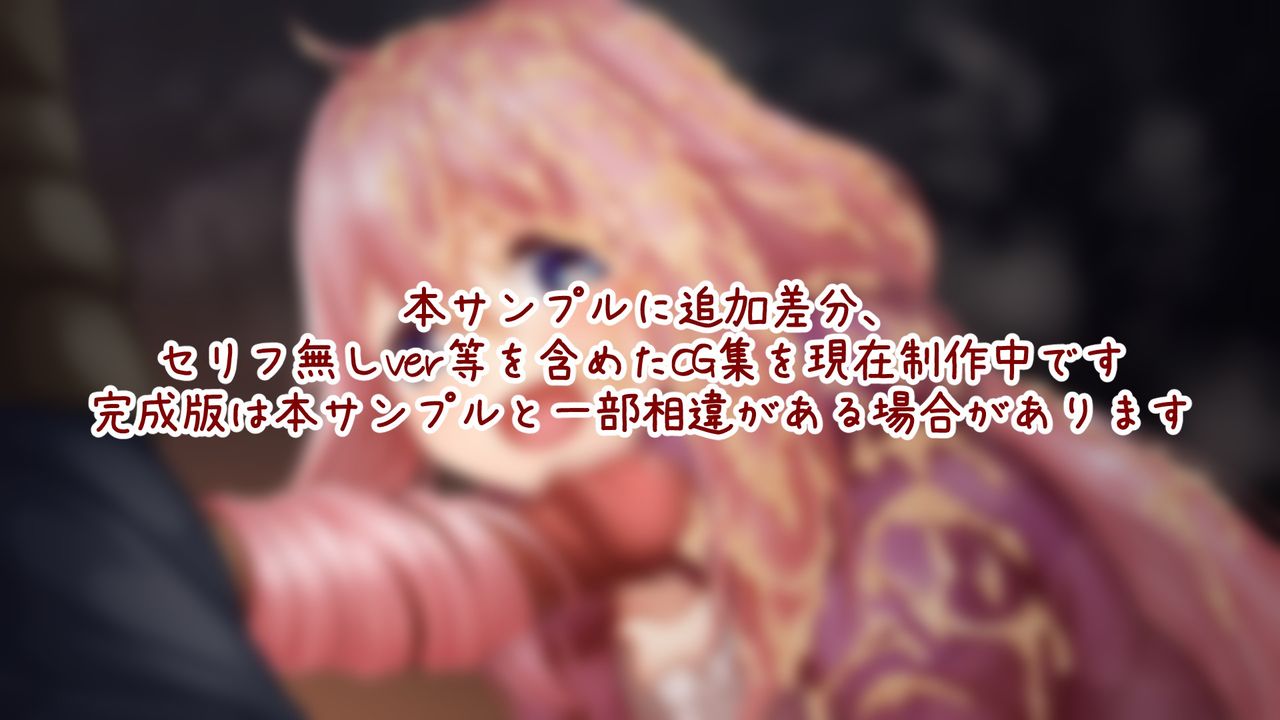 本サンプルに追加差分、
セリフ無しver等を含めたCG集を現在制作中です
完成版は本サンプルと一部相違がある場合があります